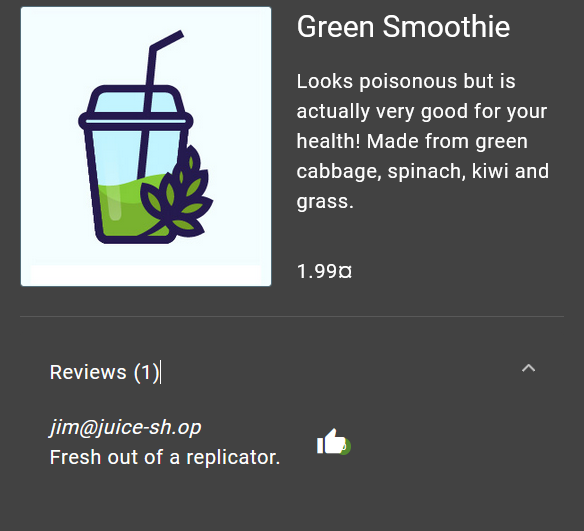 Green Smoothie
Looks poisonous but is
actually very good for your
health! Made from green
cabbage, spinach, kiwi and
grass.
1.99¤
Reviews (1)
jim@juice-sh.op
Fresh out of a replicator.